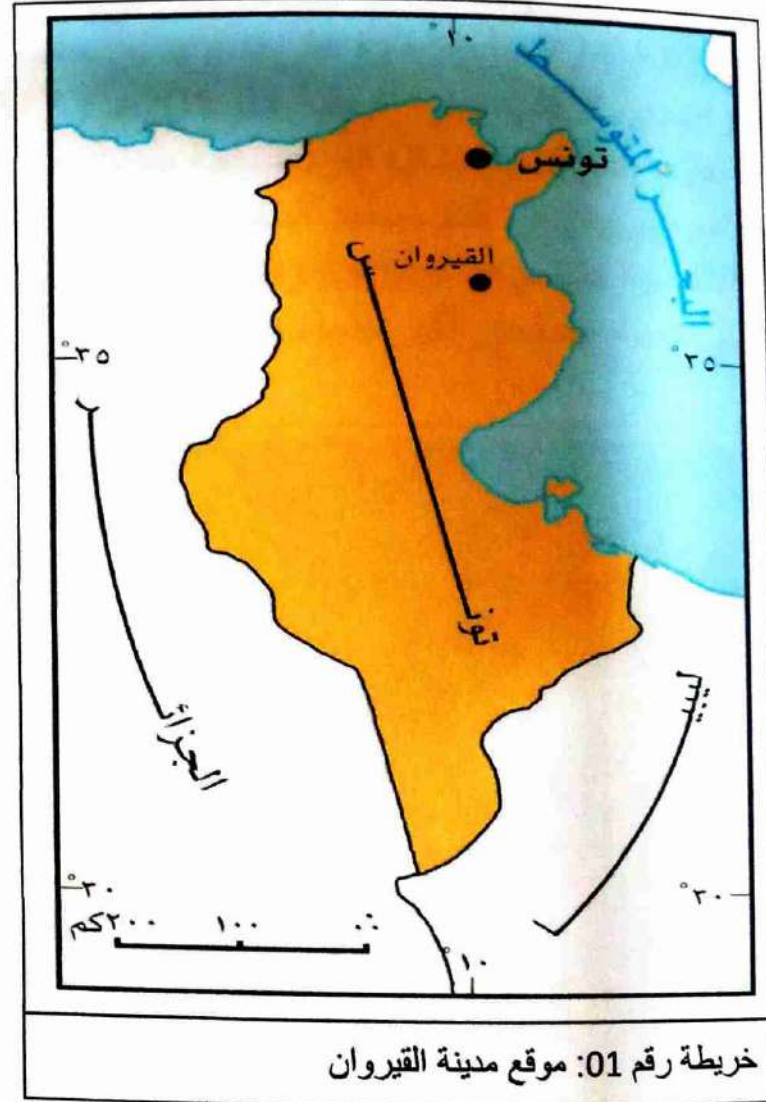 °١٠
البحر المتوسط
تونس
القيروان
تونس
°٣٥
°٣٥
الجزائر
ليبيا
°٣٠
°٣٠
٢٠٠كم ١٠٠ ٠
°١٠
خريطة رقم 01: موقع مدينة القيروان